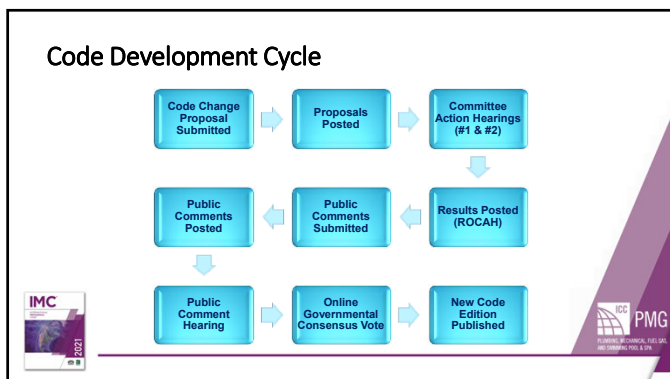 Code Development Cycle
Code Change
Proposal
Submitted
Proposals
Posted
Committee
Action Hearings
(#1 & #2)
Results Posted
(ROCAH)
Public
Comments
Submitted
Public
Comments
Posted
Public
Comment
Hearing
Online
Governmental
Consensus Vote
New Code
Edition
Published
IMC
2021
ICC
PMG
PLUMBING, MECHANICAL, FUEL GAS,
AND SWIMMING POOL & SPA